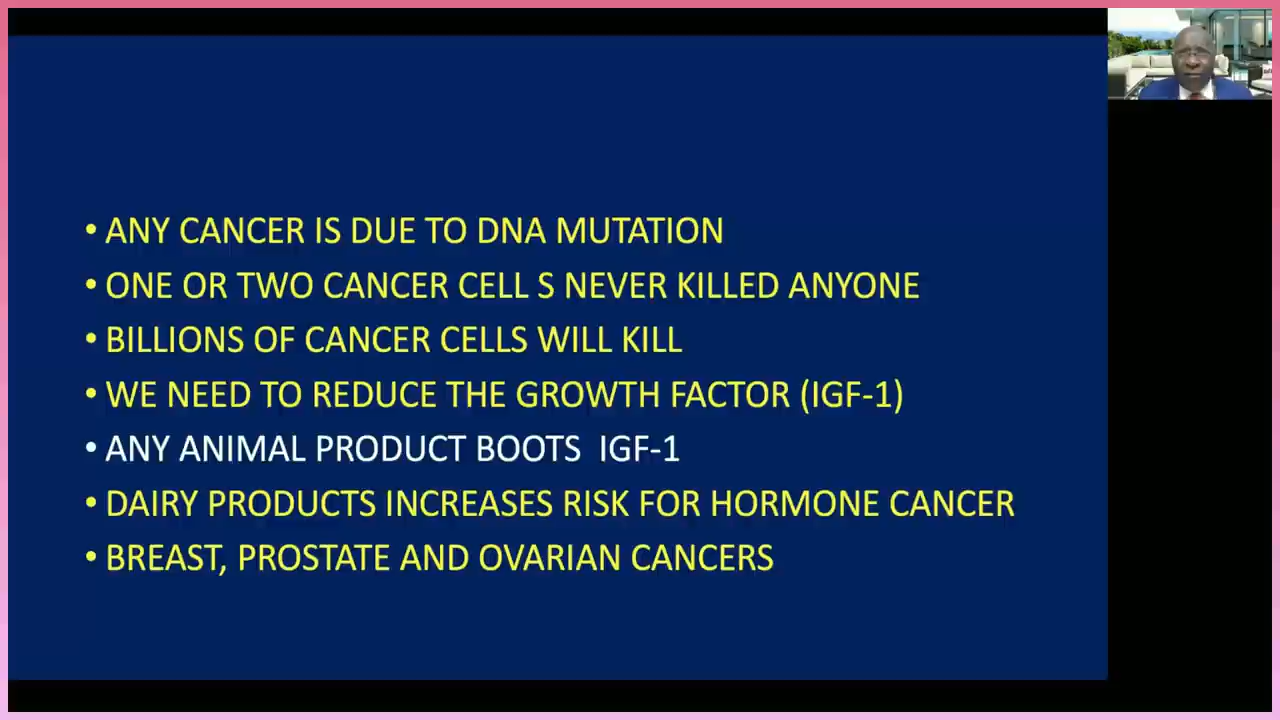 • ANY CANCER IS DUE TO DNA MUTATION
• ONE OR TWO CANCER CELL S NEVER KILLED ANYONE
• BILLIONS OF CANCER CELLS WILL KILL
• WE NEED TO REDUCE THE GROWTH FACTOR (IGF-1)
• ANY ANIMAL PRODUCT BOOTS  IGF-1
• DAIRY PRODUCTS INCREASES RISK FOR HORMONE CANCER
• BREAST, PROSTATE AND OVARIAN CANCERS